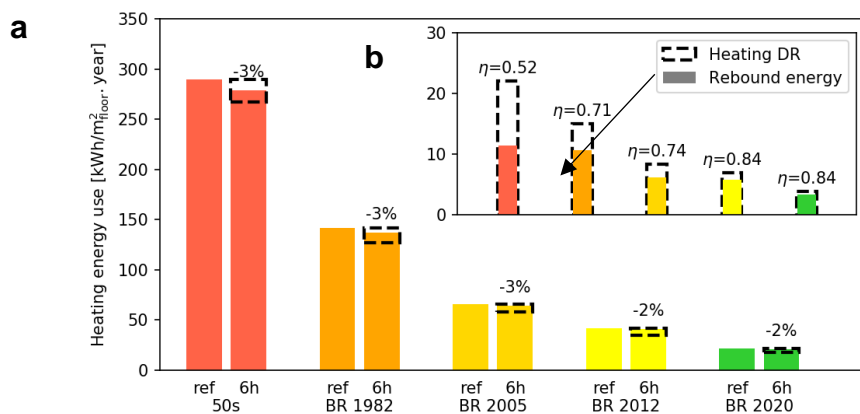 a
b
Heating energy use [kWh/m²floor. year]
350
300
250
200
150
100
50
0
-3%
-3%
-3%
-2%
-2%
30
20
10
0
η=0.52
η=0.71
η=0.74
η=0.84
η=0.84
Heating DR
Rebound energy
ref 6h ref 6h ref 6h ref 6h ref 6h
50s BR 1982 BR 2005 BR 2012 BR 2020